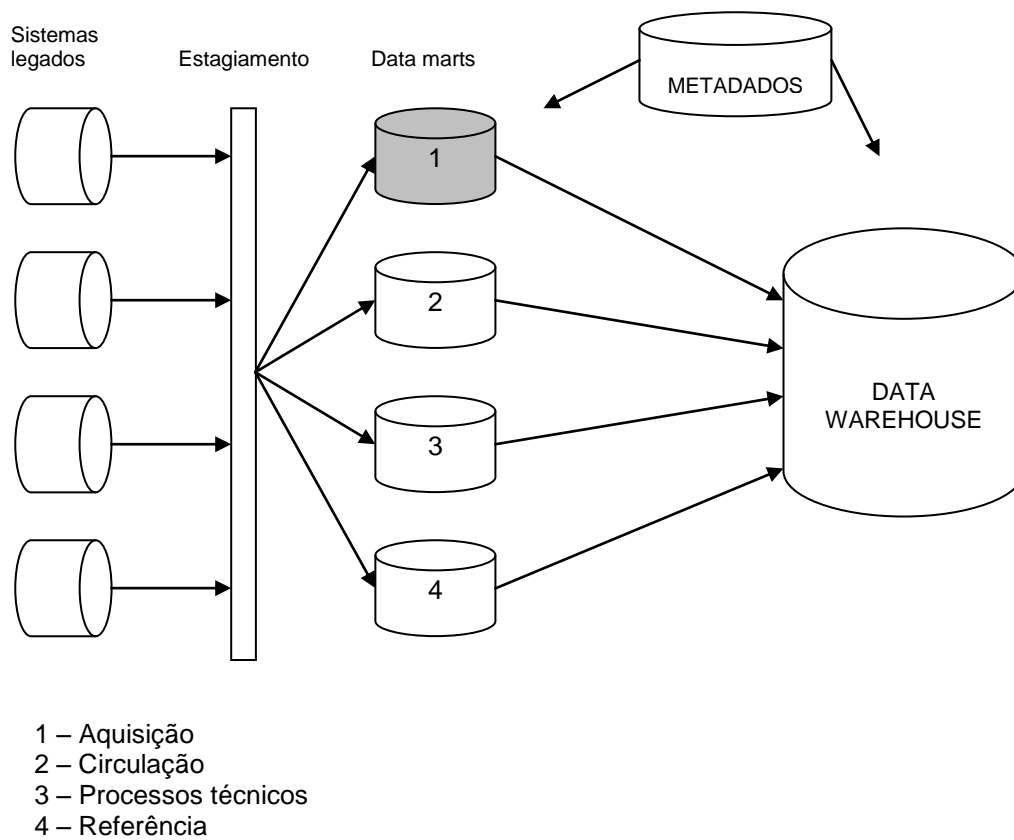 Sistemas
legados
Estagiamento
Data marts
METADADOS
1
2
3
4
DATA
WAREHOUSE
1 – Aquisição
2 – Circulação
3 – Processos técnicos
4 – Referência